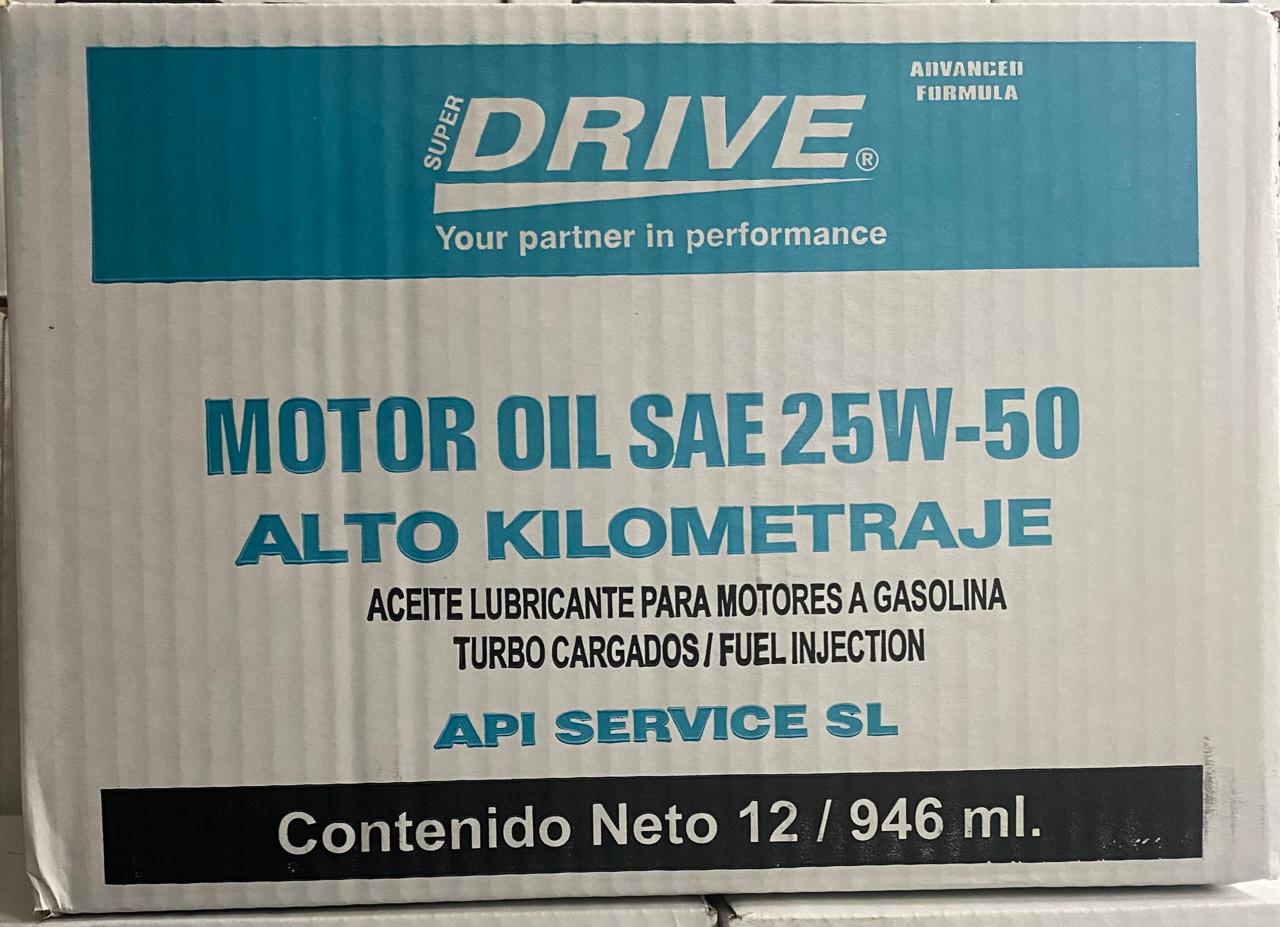 ADVANCED
FORMULA
SUPER
DRIVE®
Your partner in performance
MOTOR OIL SAE 25W-50
ALTO KILOMETRAJE
ACEITE LUBRICANTE PARA MOTORES A GASOLINA
TURBO CARGADOS / FUEL INJECTION
API SERVICE SL
Contenido Neto 12 / 946 ml.